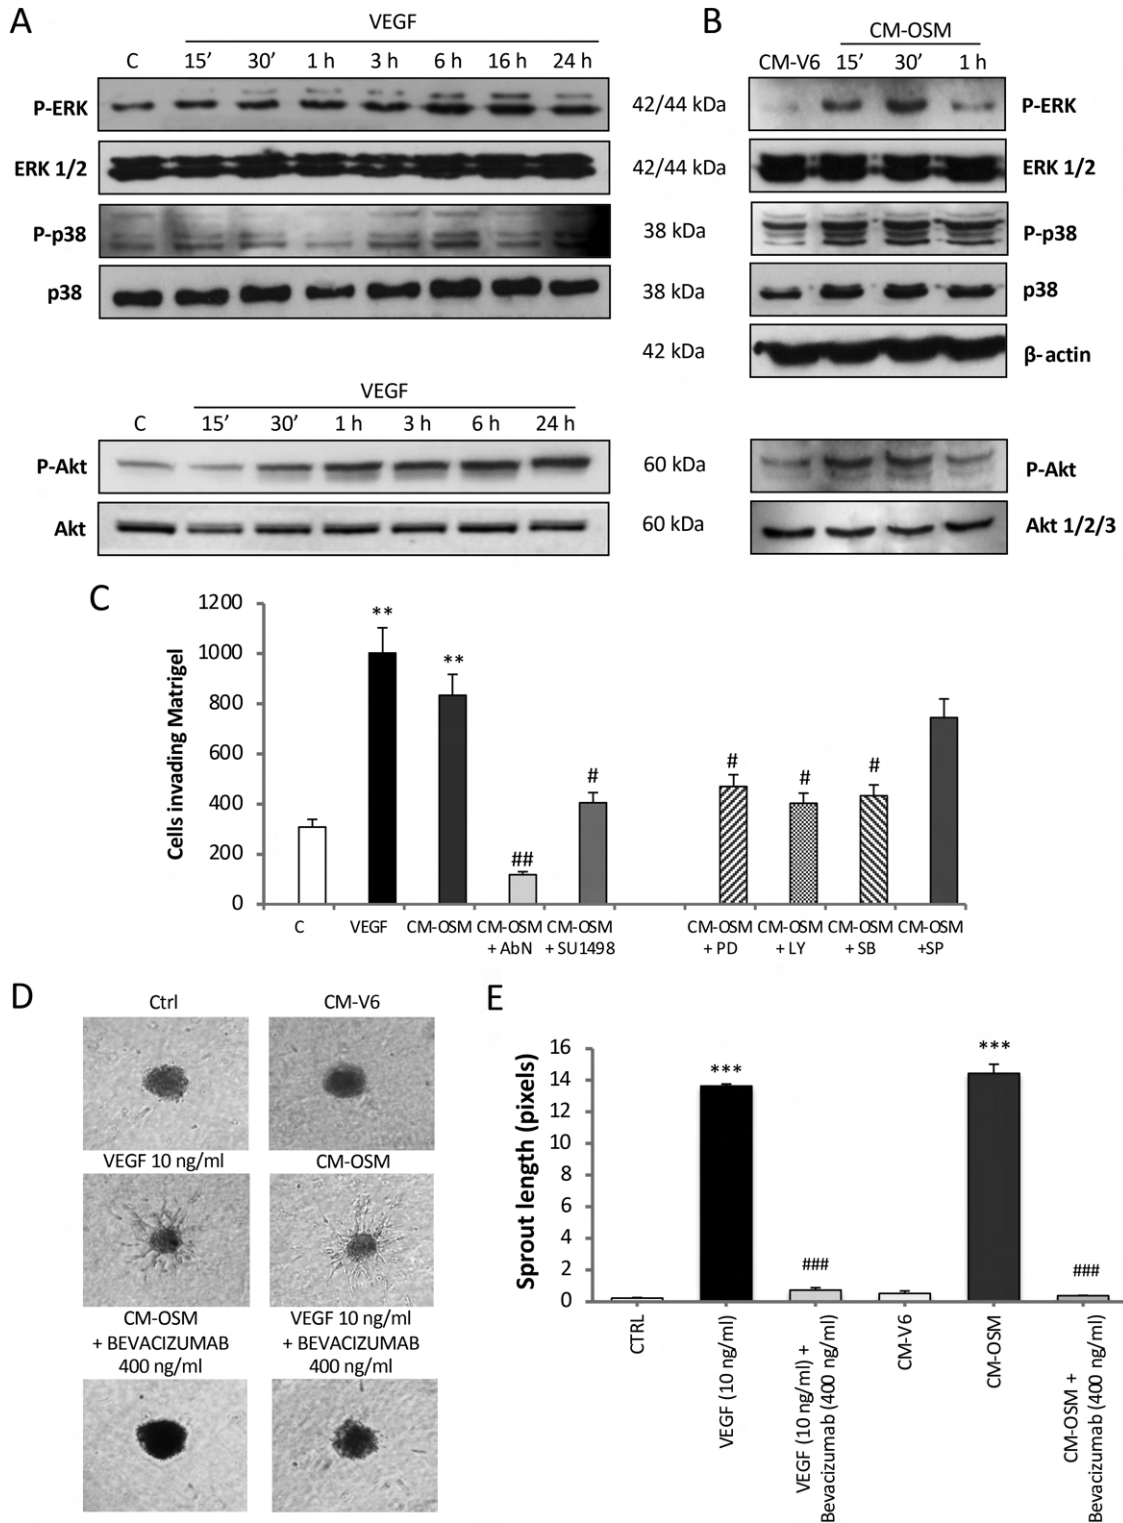 A
VEGF
C 15’ 30’ 1 h 3 h 6 h 16 h 24 h
P-ERK
ERK 1/2
P-p38
p38
42/44 kDa
42/44 kDa
38 kDa
38 kDa
42 kDa
B
CM-OSM
CM-V6 15’ 30’ 1 h
P-ERK
ERK 1/2
P-p38
p38
β-actin
VEGF
C 15’ 30’ 1 h 3 h 6 h 24 h
P-Akt
Akt
60 kDa
60 kDa
P-Akt
Akt 1/2/3
C
Cells invading Matrigel
1200
1000
800
600
400
200
0
**
**
##
#
#
#
#
C VEGF CM-OSM CM-OSM CM-OSM CM-OSM CM-OSM CM-OSM CM-OSM
+ AbN + SU1498 + PD + LY + SB +SP
D
Ctrl
CM-V6
VEGF 10 ng/ml
CM-OSM
CM-OSM
+ BEVACIZUMAB
400 ng/ml
VEGF 10 ng/ml
+ BEVACIZUMAB
400 ng/ml
E
Sprout length (pixels)
16
14
12
10
8
6
4
2
0
***
###
***
###
CTRL
VEGF (10 ng/ml)
VEGF (10 ng/ml) +
Bevacizumab (400 ng/ml)
CM-V6
CM-OSM
CM-OSM +
Bevacizumab (400 ng/ml)